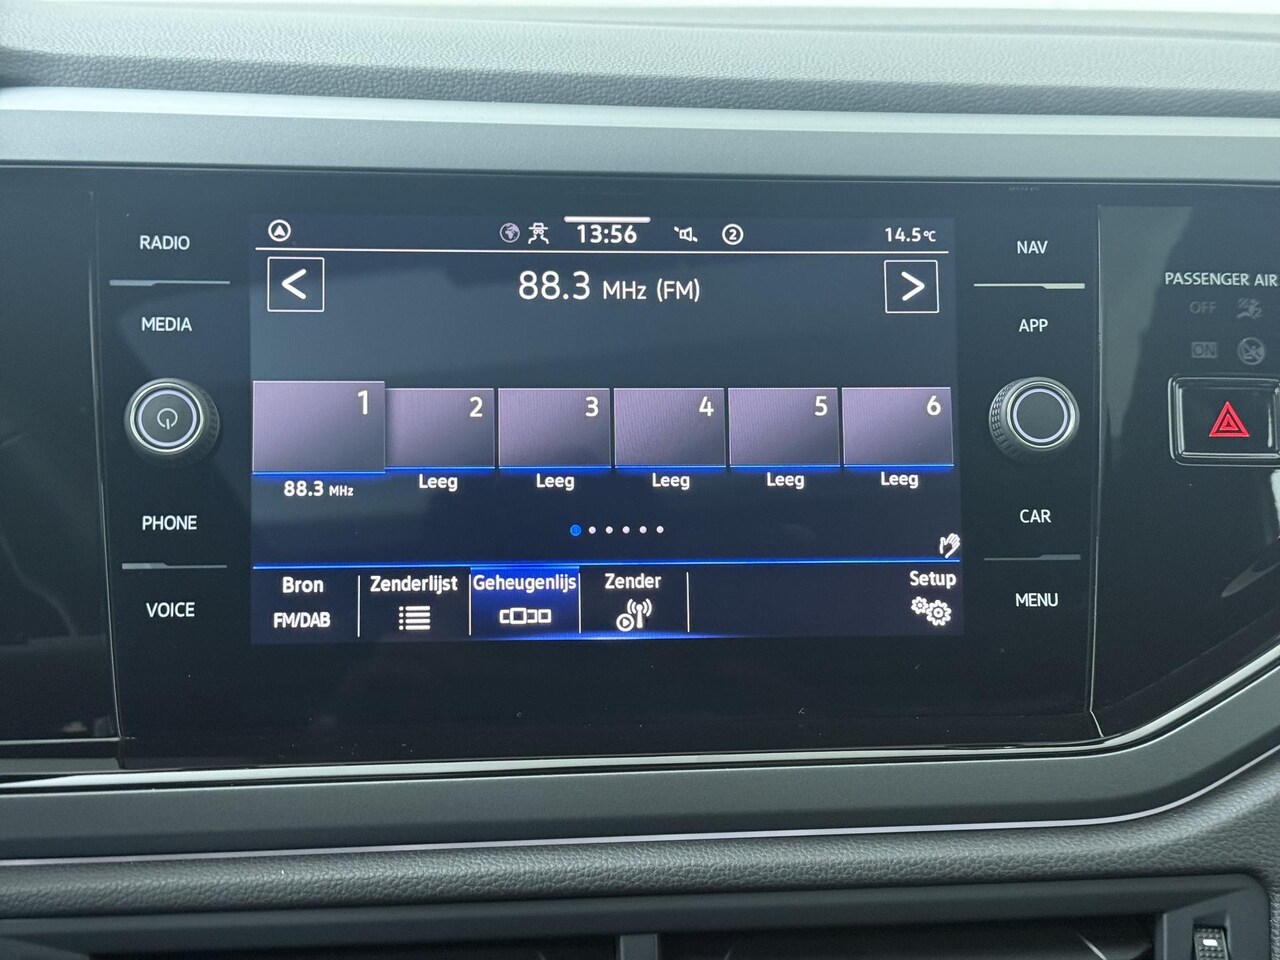 RADIO
MEDIA
PHONE
VOICE
13:56
2
14.5°C
88.3 MHz (FM)
1
2
3
4
5
6
88.3 MHz
Leeg
Leeg
Leeg
Leeg
Leeg
Bron
FM/DAB
Zenderlijst
Geheugenlijs
Zender
Setup
NAV
APP
CAR
MENU
PASSENGER AIR
OFF
ON